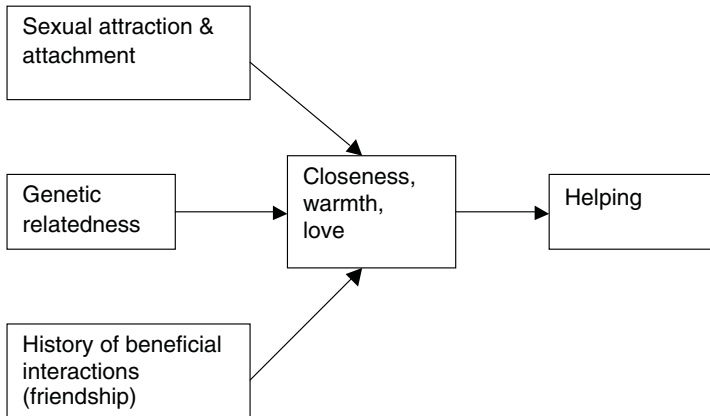 Sexual attraction &
attachment
Genetic
relatedness
Closeness,
warmth,
love
Helping
History of beneficial
interactions
(friendship)